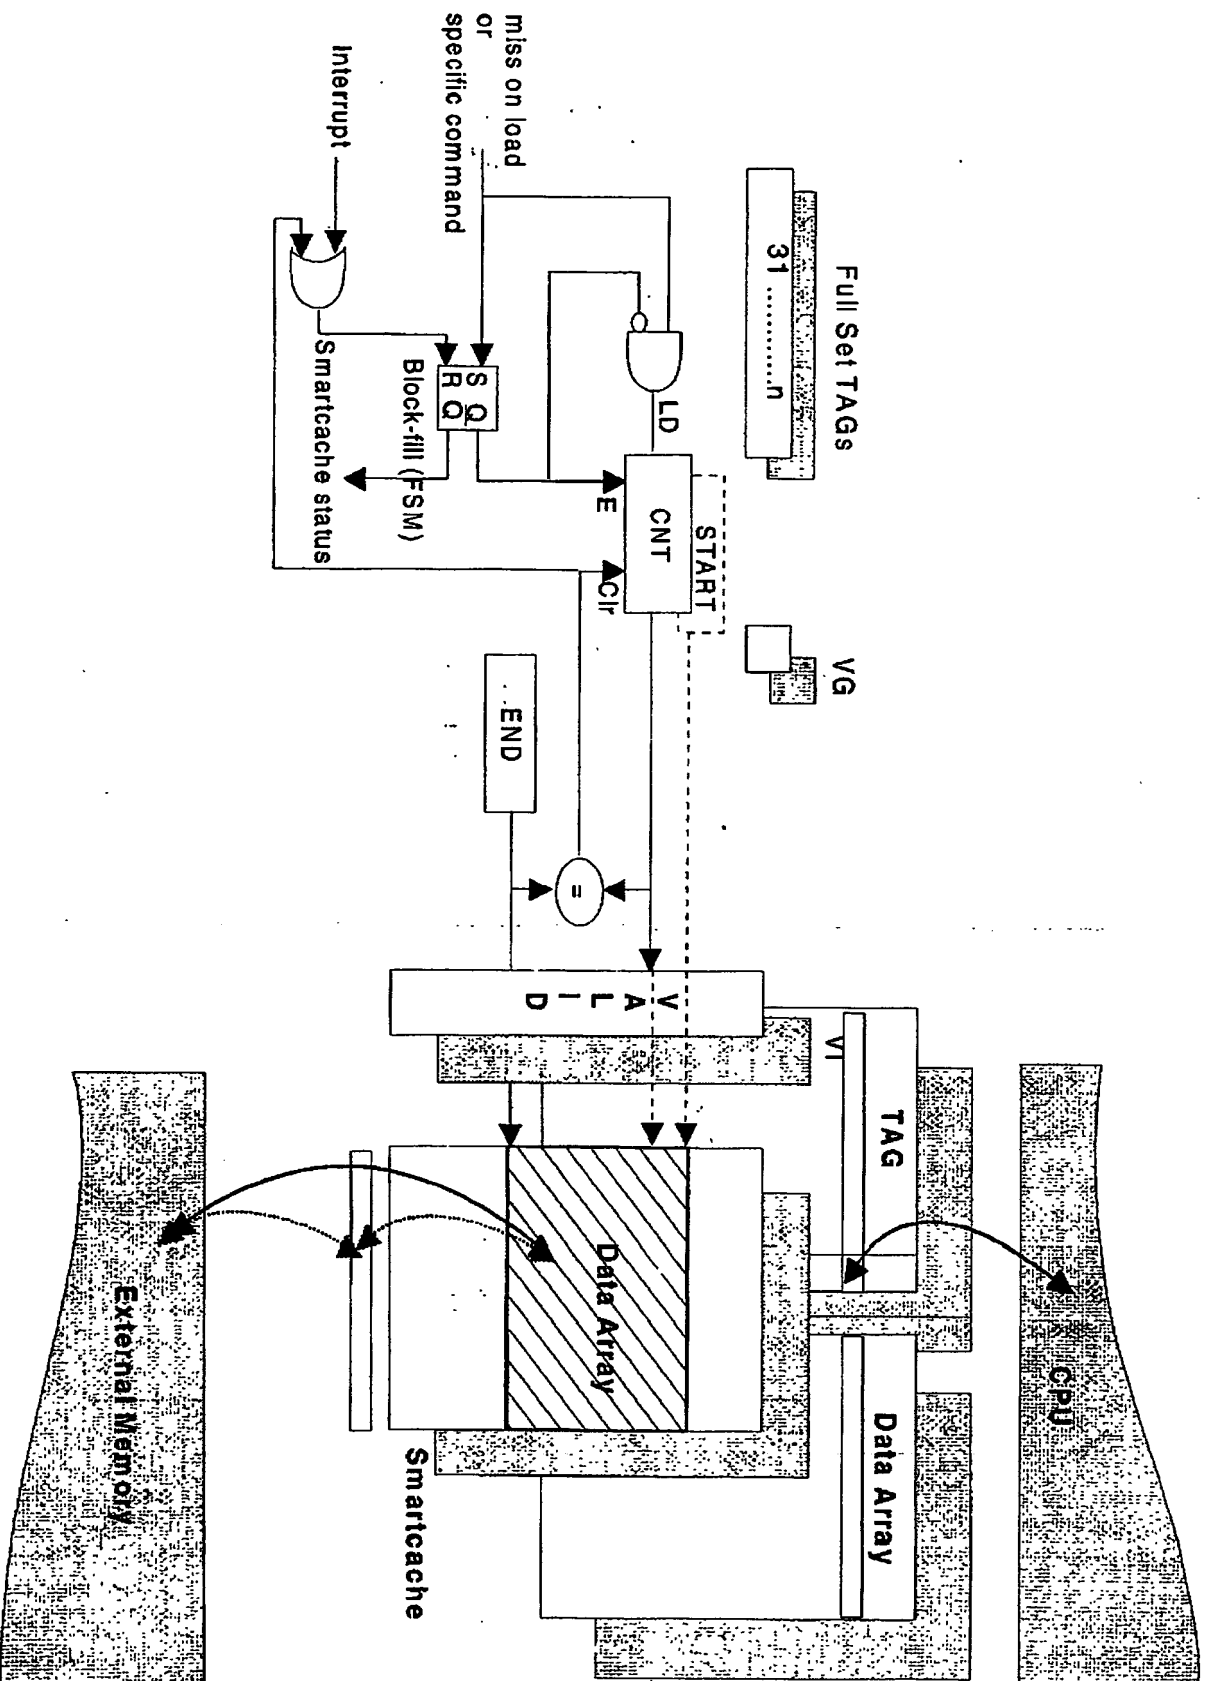 CPU
Full Set TAGs
31 ............n
VG
TAG
VI
Data Array
START
LD
CNT
E
Clr
miss on load
or
specific command
S Q
R Q
Block-fill (FSM)
Interrupt
Smartcache status
END
=
VALID
Data Array
Smartcache
External Memory